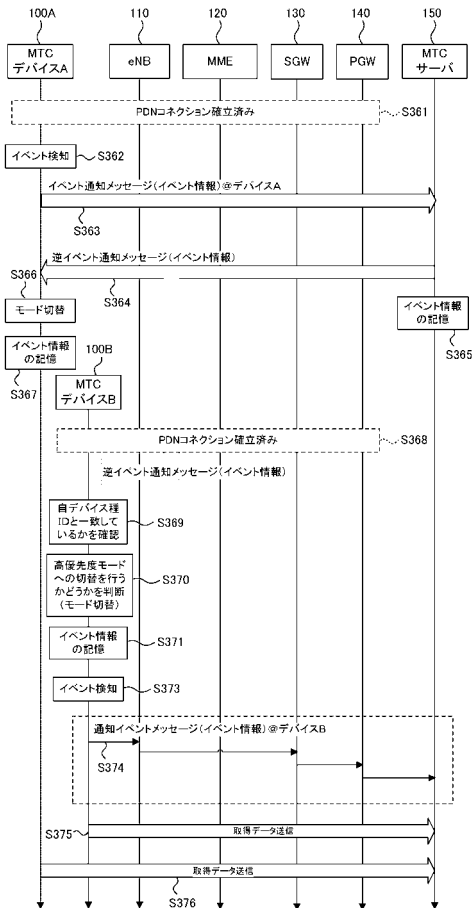 100A
110
120
130
140
150
MTC
デバイスA
eNB
MME
SGW
PGW
MTC
サーバ
PDNコネクション確立済み
S361
イベント検知
S362
イベント通知メッセージ(イベント情報)@デバイスA
S363
逆イベント通知メッセージ(イベント情報)
S366
S364
モード切替
イベント情報
の記憶
S365
イベント情報
の記憶
S367
100B
MTC
デバイスB
PDNコネクション確立済み
S368
逆イベント通知メッセージ(イベント情報)
自デバイス種
IDと一致して
いるかを確認
S369
高優先度モード
への切替を行う
かどうかを判断
(モード切替)
S370
イベント情報
の記憶
S371
イベント検知
S373
通知イベントメッセージ(イベント情報)@デバイスB
S374
S375
取得データ送信
取得データ送信
S376